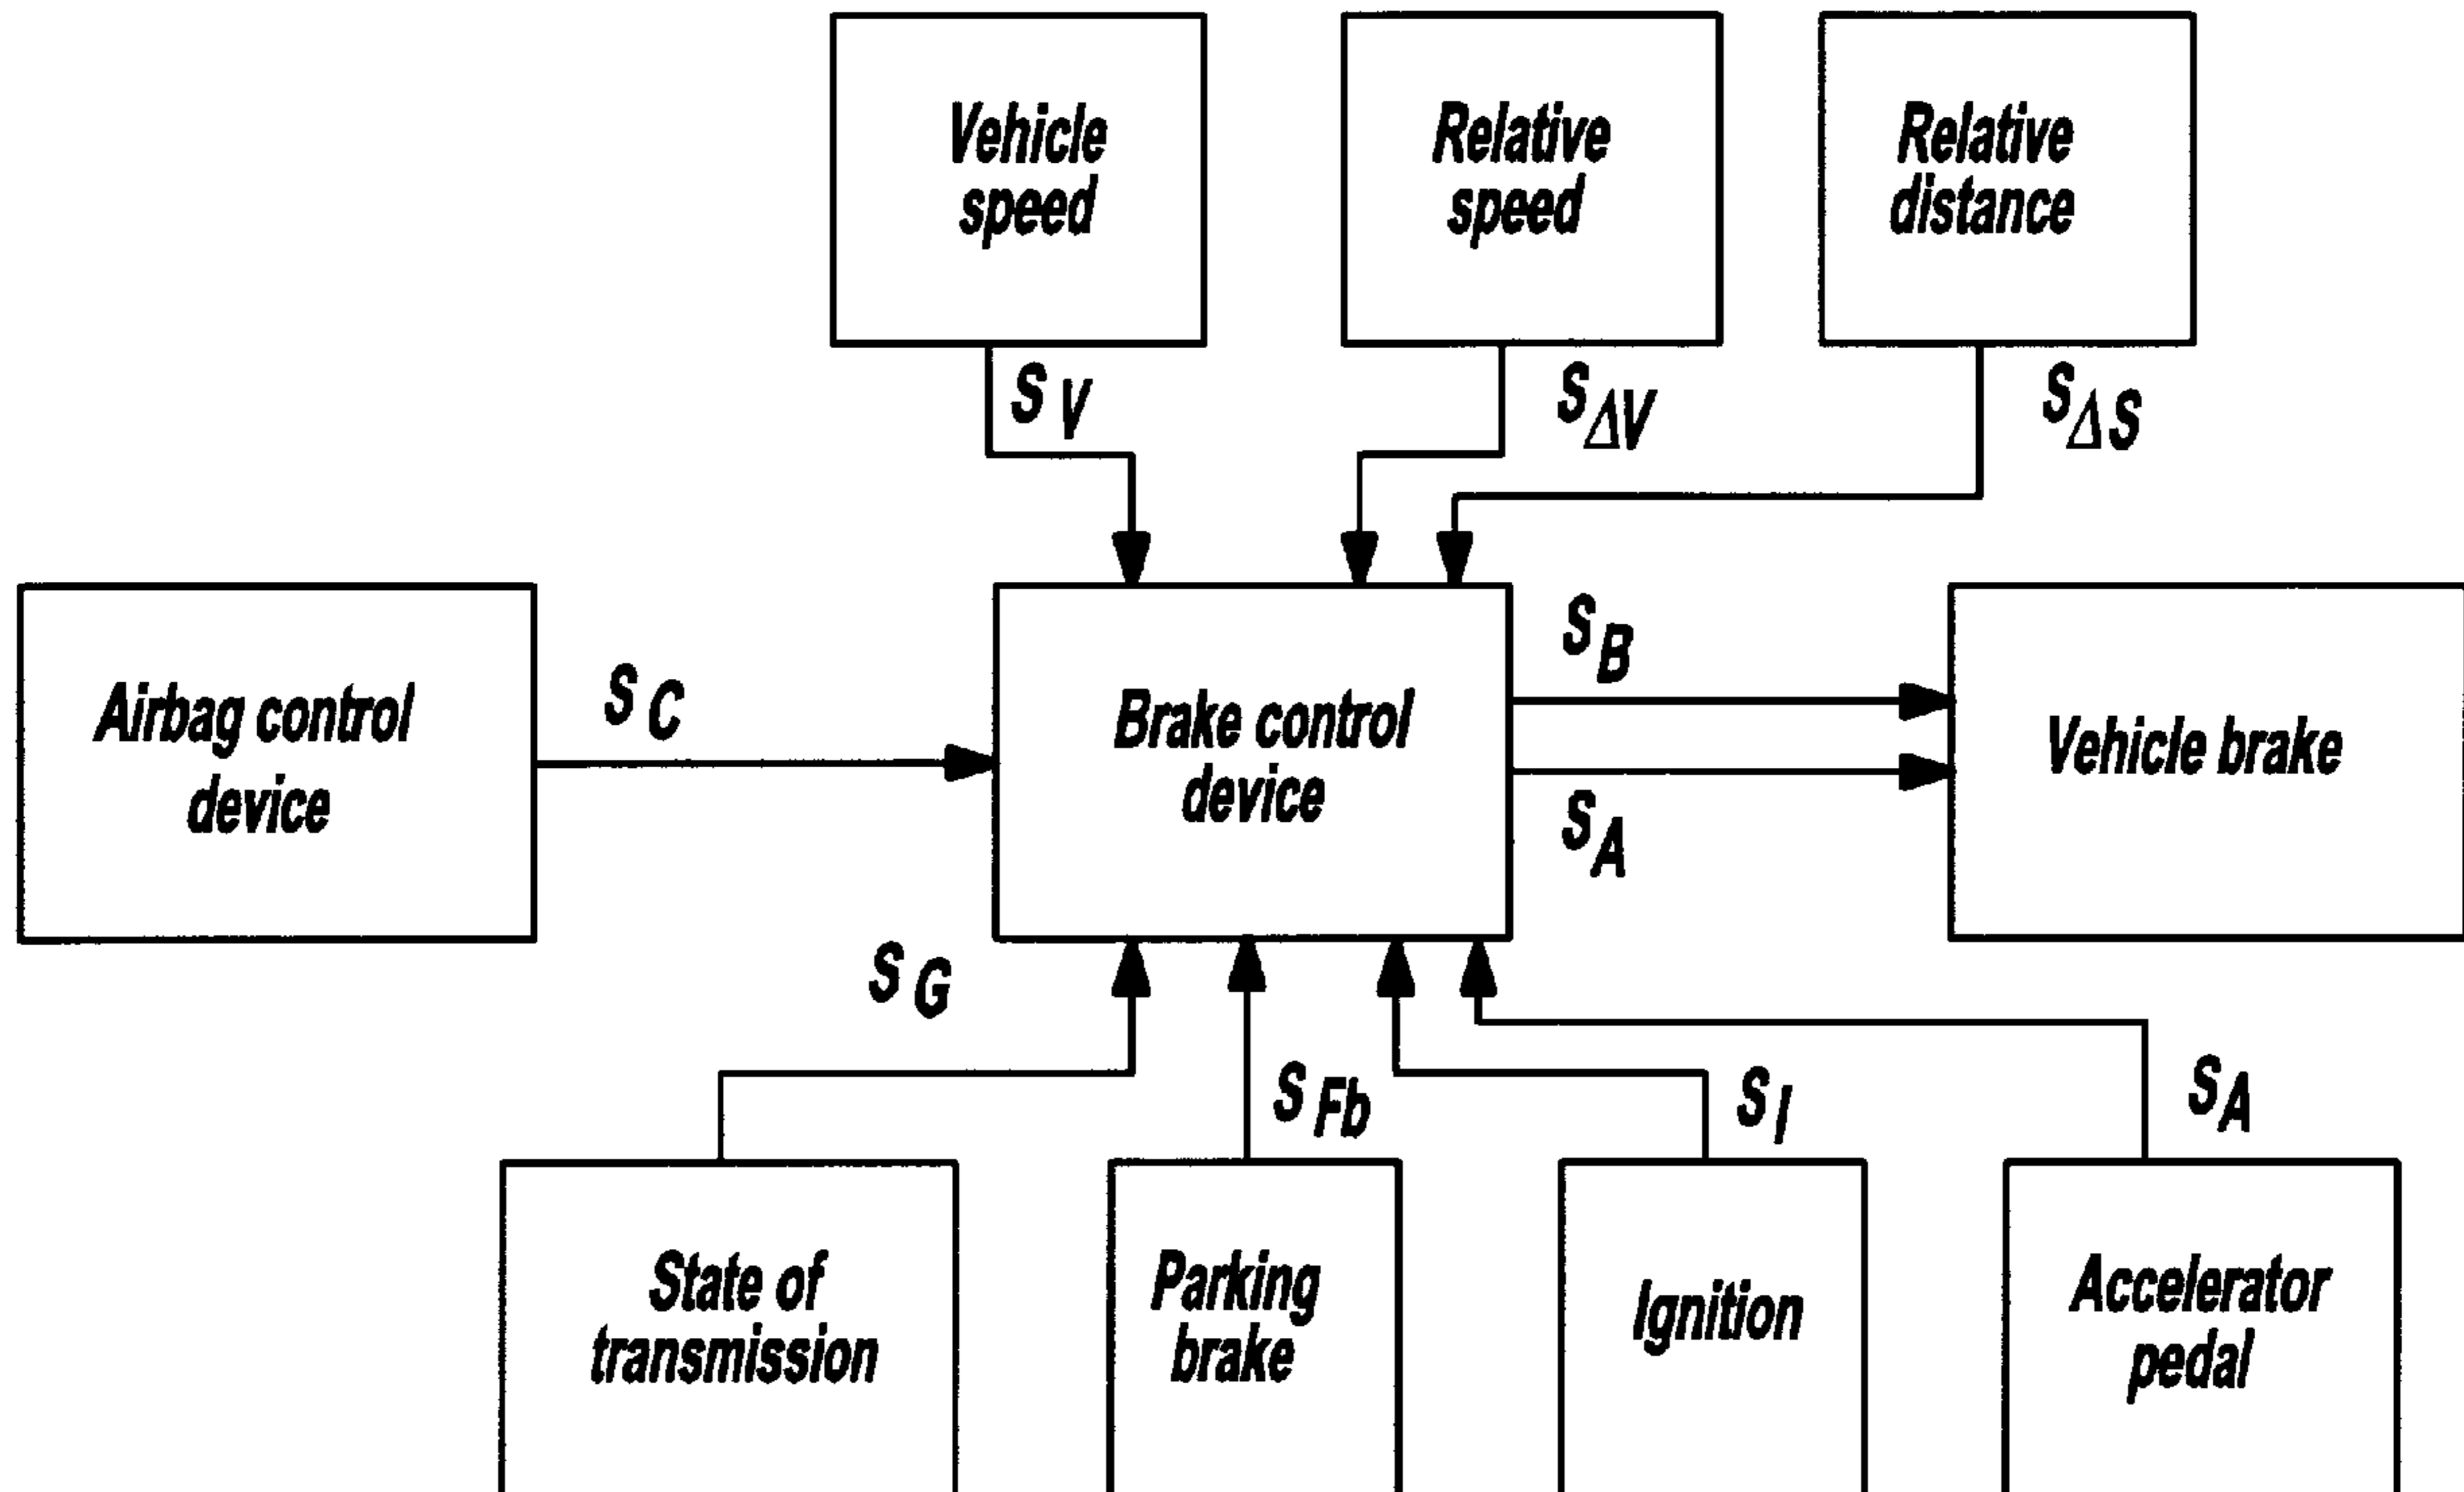 Vehicle
speed
Relative
speed
Relative
distance
S V
S ΔV
S ΔS
Airbag control
device
S C
Brake control
device
S B
S A
Vehicle brake
S G
S Fb
S I
S A
State of
transmission
Parking
brake
Ignition
Accelerator
pedal